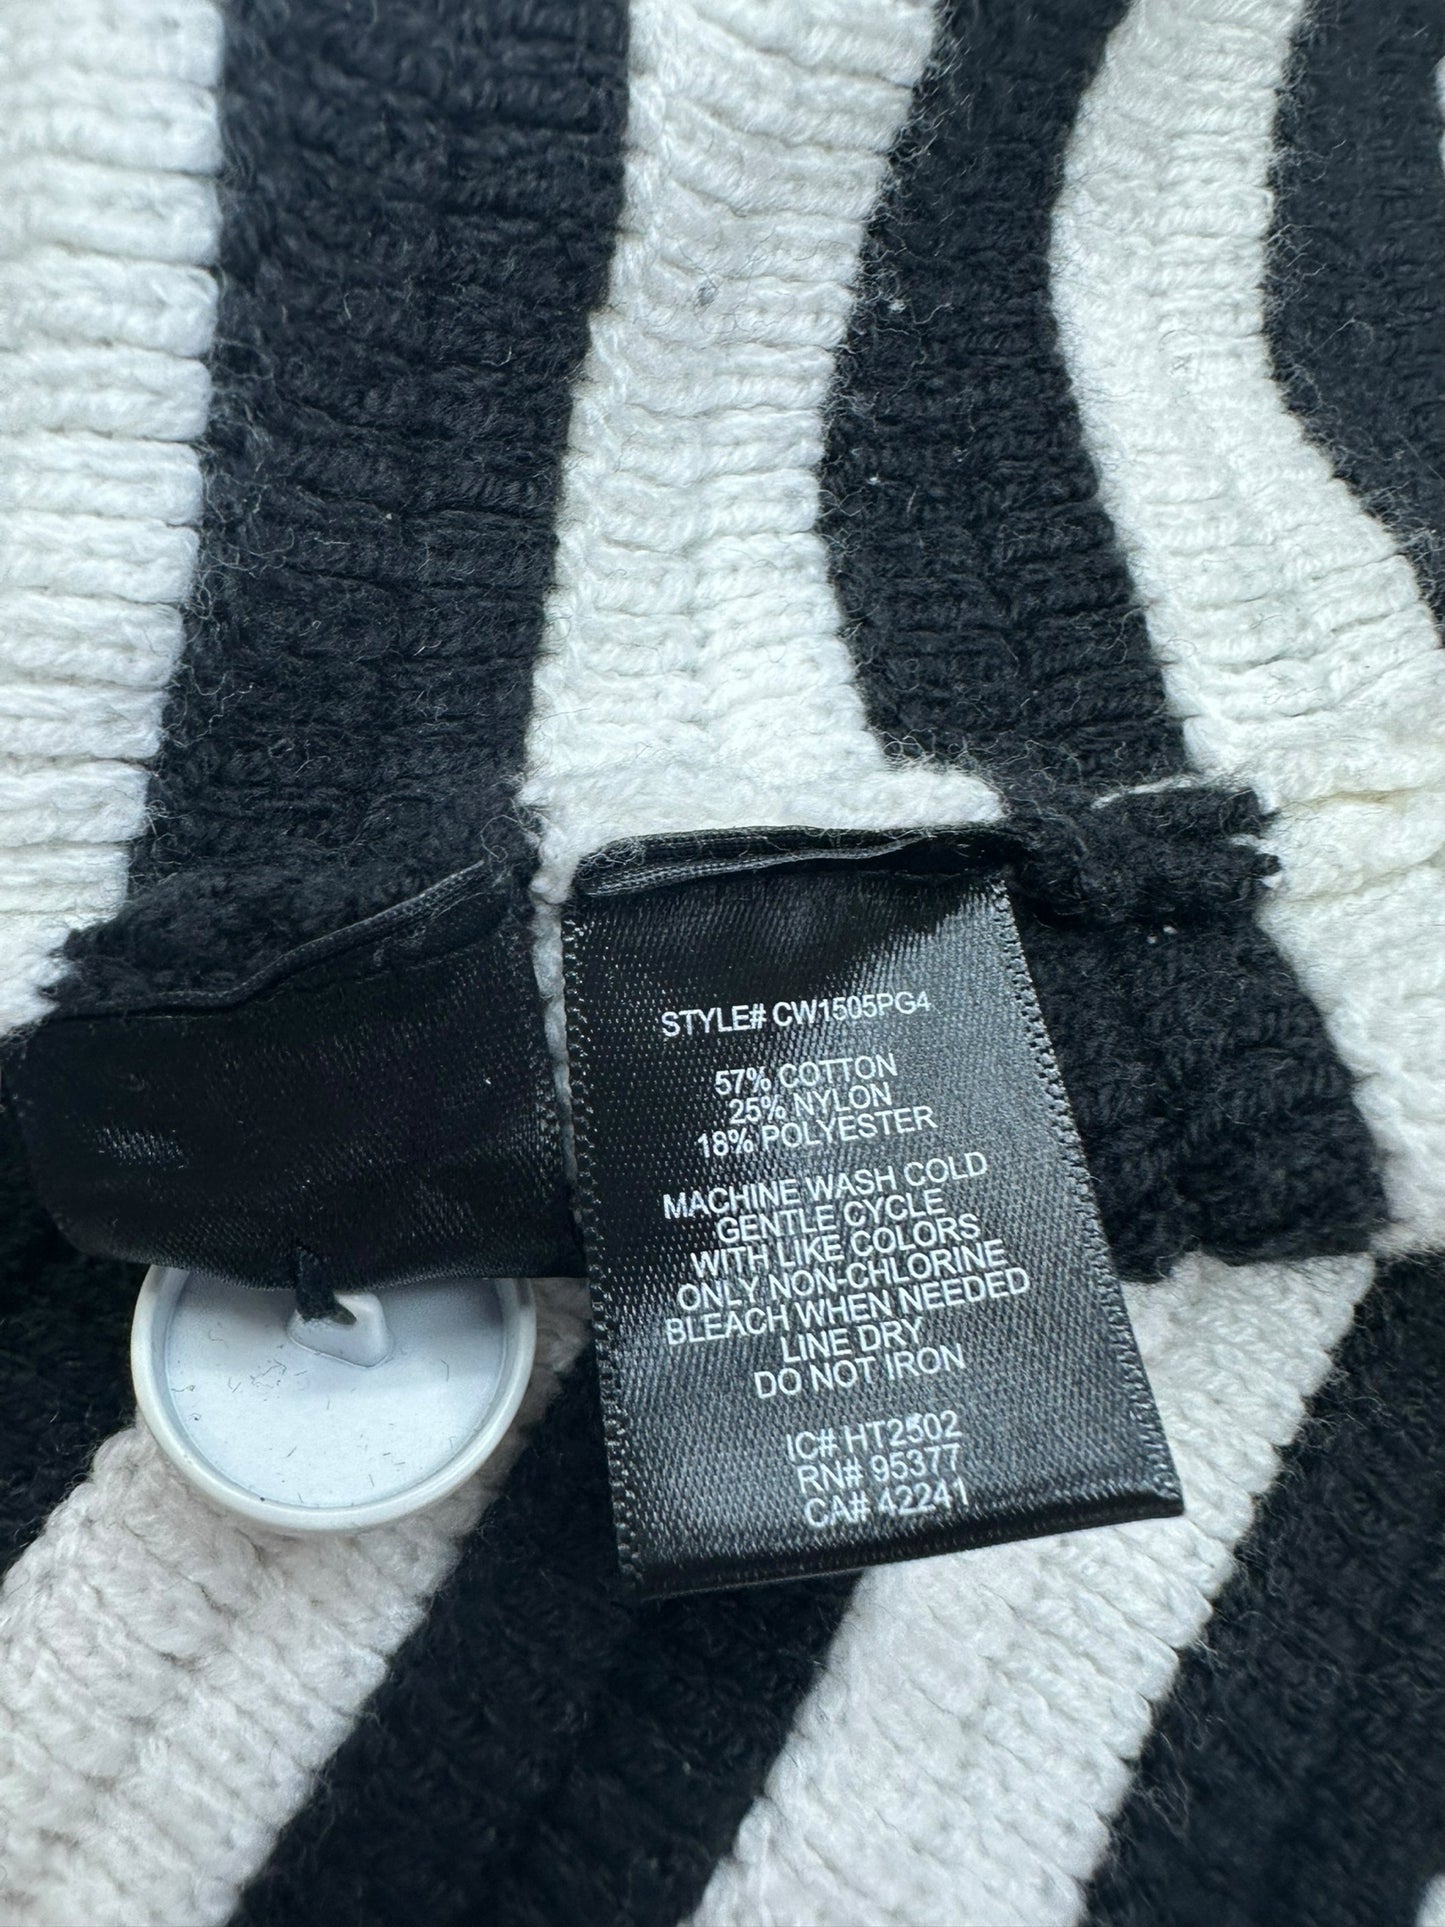 STYLE# CW1505PG4
57% COTTON
25% NYLON
18% POLYESTER
MACHINE WASH COLD
GENTLE CYCLE
WITH LIKE COLORS
ONLY NON-CHLORINE
BLEACH WHEN NEEDED
LINE DRY
DO NOT IRON
IC# HT2502
RN# 95377
CA# 42241